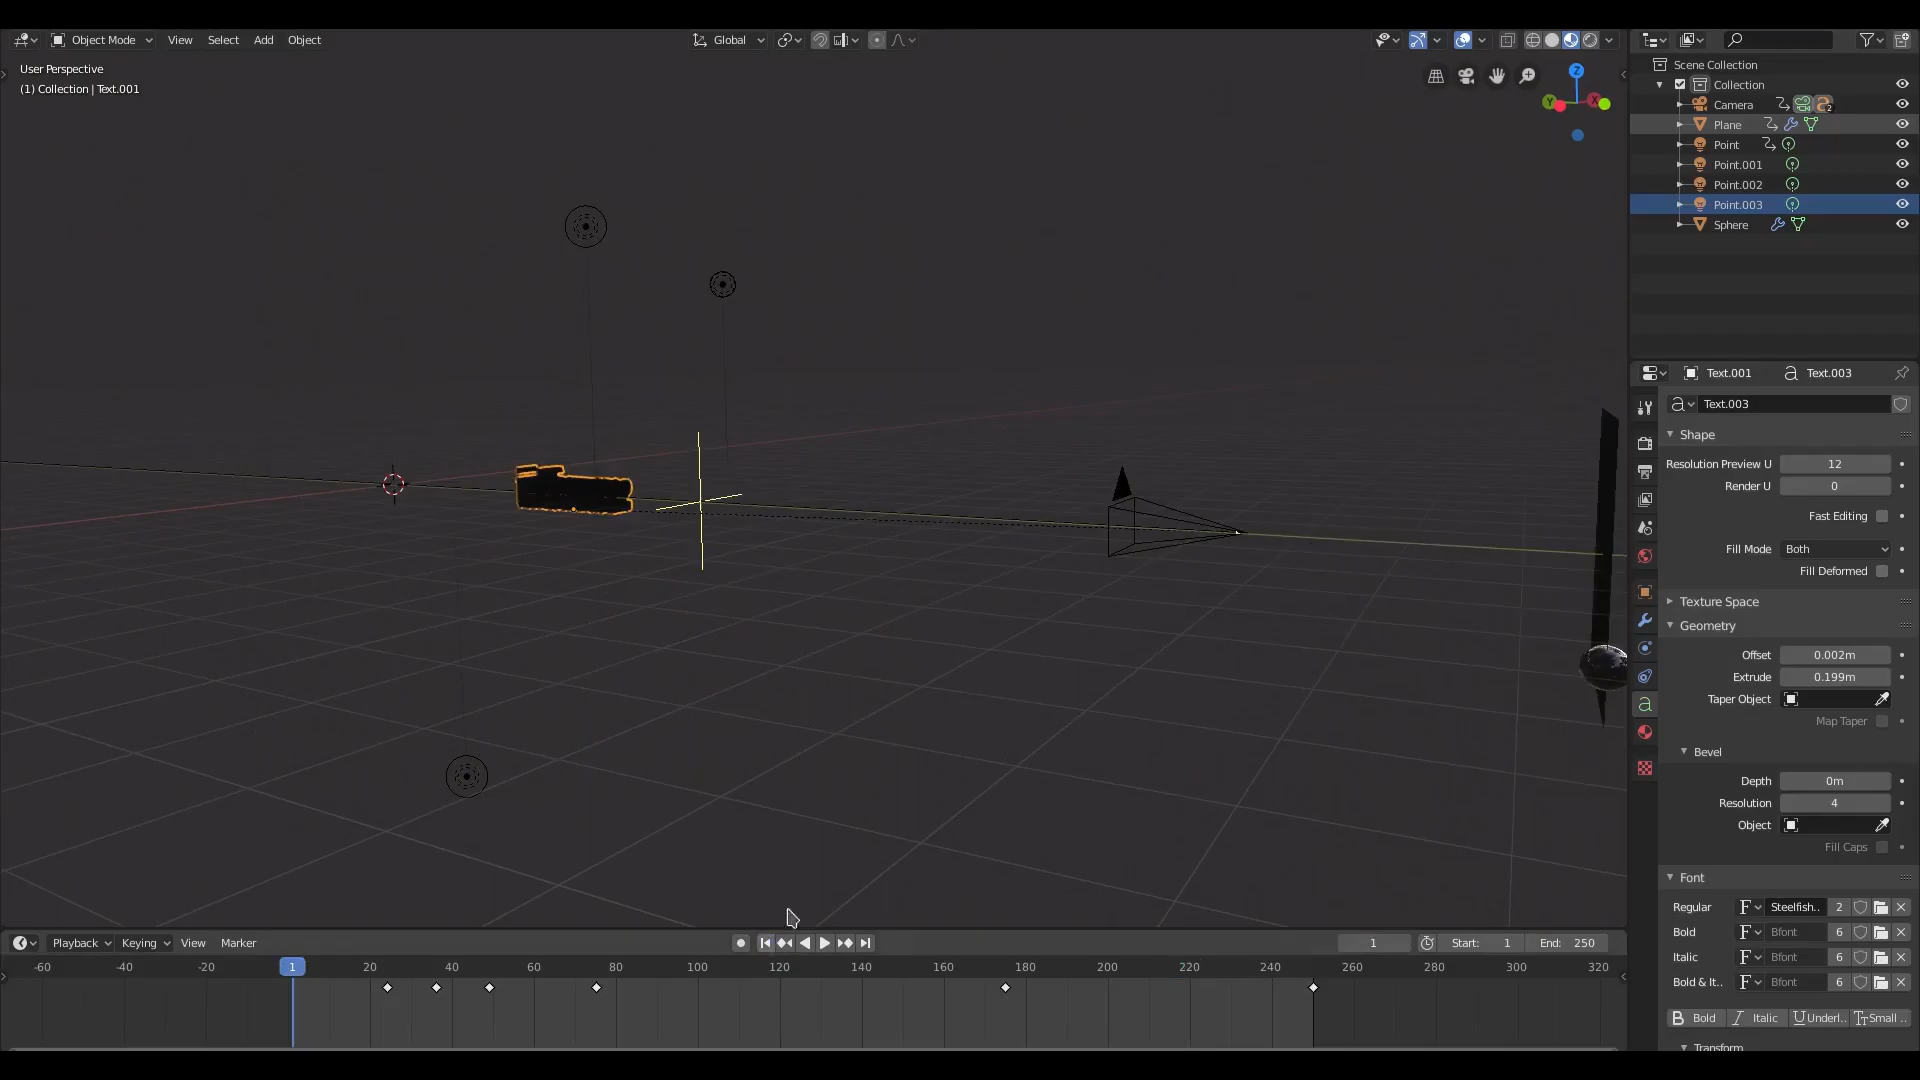 Object Mode View Select Add Object Global
User Perspective
(1) Collection | Text.001
Z
Y X
Scene Collection
Collection
Camera 2
Plane
Point
Point.001
Point.002
Point.003
Sphere
Text.001 Text.003
Text.003
Shape
Resolution Preview U 12
Render U 0
Fast Editing
Fill Mode Both
Fill Deformed
Texture Space
Geometry
Offset 0.002m
Extrude 0.199m
Taper Object
Map Taper
Bevel
Depth 0m
Resolution 4
Object
Fill Caps
Font
Regular Steelfish.. 2
Bold Bfont 6
Italic Bfont 6
Bold & It.. Bfont 6
B Bold I Italic U Underl.. Tt Small ..
Transform
Playback Keying View Marker 1 Start: 1 End: 250
-60 -40 -20 1 20 40 60 80 100 120 140 160 180 200 220 240 260 280 300 320